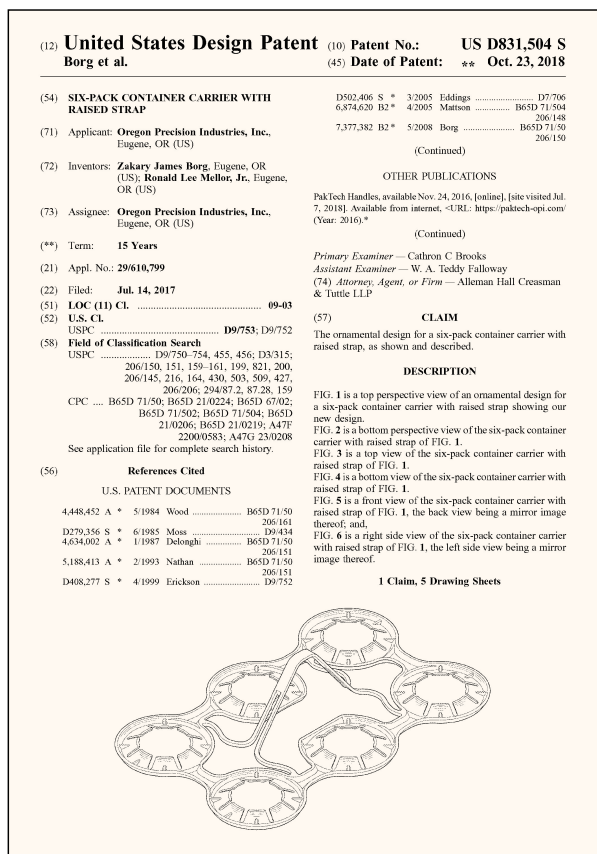 (12) United States Design Patent
Borg et al.
(10) Patent No.: US D831,504 S
(45) Date of Patent: ** Oct. 23, 2018
(54) SIX-PACK CONTAINER CARRIER WITH
RAISED STRAP
(71) Applicant: Oregon Precision Industries, Inc.,
Eugene, OR (US)
(72) Inventors: Zakary James Borg, Eugene, OR
(US); Ronald Lee Mellor, Jr., Eugene,
OR (US)
(73) Assignee: Oregon Precision Industries, Inc.,
Eugene, OR (US)
(**) Term: 15 Years
(21) Appl. No.: 29/610,799
(22) Filed: Jul. 14, 2017
(51) LOC (11) Cl. .................................... 09-03
(52) U.S. Cl.
USPC ................................ D9/753; D9/752
(58) Field of Classification Search
USPC ................... D9/750–754, 455, 456; D3/315;
206/150, 151, 159–161, 199, 821, 200,
206/145, 216, 164, 430, 503, 509, 427,
206/206; 294/87.2, 87.28, 159
CPC .... B65D 71/50; B65D 21/0224; B65D 67/02;
B65D 71/502; B65D 71/504; B65D
21/0206; B65D 21/0219; A47F
2200/0583; A47G 23/0208
See application file for complete search history.
(56) References Cited
U.S. PATENT DOCUMENTS
4,448,452 A * 5/1984 Wood .................. B65D 71/50
206/161
D279,356 S * 6/1985 Moss ......................... D9/434
4,634,002 A * 1/1987 Delonghi ............. B65D 71/50
206/151
5,188,413 A * 2/1993 Nathan ................ B65D 71/50
206/151
D408,277 S * 4/1999 Erickson .................... D9/752
D502,406 S * 3/2005 Eddings ..................... D7/706
6,874,620 B2 * 4/2005 Mattson .............. B65D 71/504
206/148
7,377,382 B2 * 5/2008 Borg .................... B65D 71/50
206/150
(Continued)
OTHER PUBLICATIONS
PakTech Handles, available Nov. 24, 2016, [online], [site visited Jul.
7, 2018]. Available from internet, <URL: https://paktech-opi.com/
(Year: 2016).*
(Continued)
Primary Examiner — Cathron C Brooks
Assistant Examiner — W. A. Teddy Falloway
(74) Attorney, Agent, or Firm — Alleman Hall Creasman
& Tuttle LLP
(57) CLAIM
The ornamental design for a six-pack container carrier with
raised strap, as shown and described.
DESCRIPTION
FIG. 1 is a top perspective view of an ornamental design for
a six-pack container carrier with raised strap showing our
new design.
FIG. 2 is a bottom perspective view of the six-pack container
carrier with raised strap of FIG. 1.
FIG. 3 is a top view of the six-pack container carrier with
raised strap of FIG. 1.
FIG. 4 is a bottom view of the six-pack container carrier with
raised strap of FIG. 1.
FIG. 5 is a front view of the six-pack container carrier with
raised strap of FIG. 1, the back view being a mirror image
thereof; and,
FIG. 6 is a right side view of the six-pack container carrier
with raised strap of FIG. 1, the left side view being a mirror
image thereof.
1 Claim, 5 Drawing Sheets